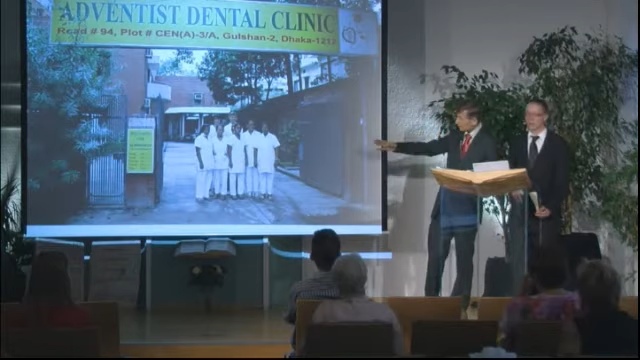 ADVENTIST DENTAL CLINIC
Road # 94, Plot # CEN(A)-3/A, Gulshan-2, Dhaka-1212